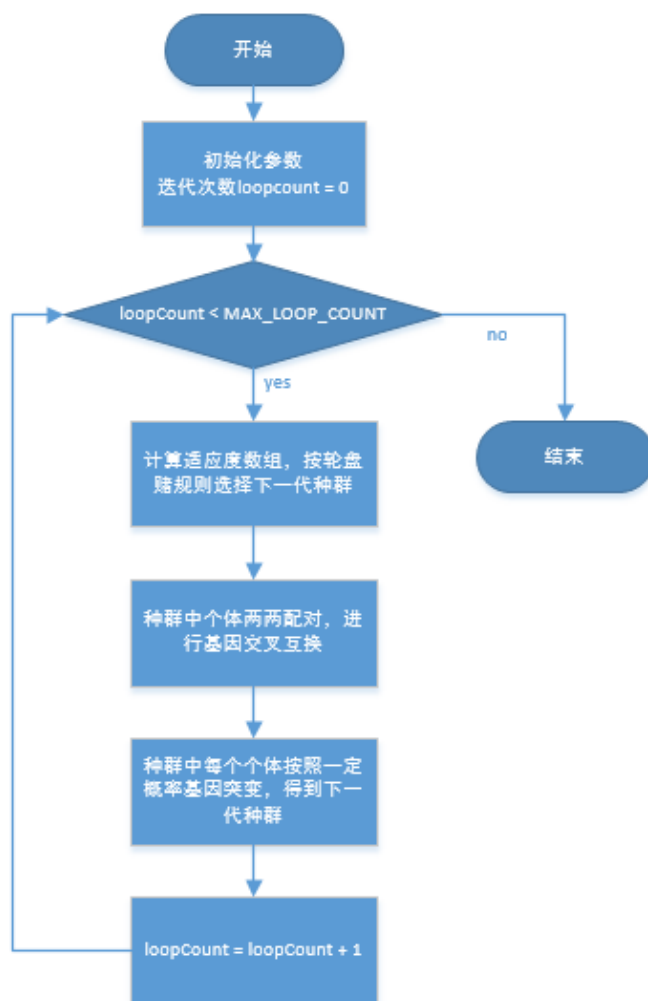 开始
初始化参数
迭代次数loopcount = 0
loopCount < MAX_LOOP_COUNT
no
yes
计算适应度数组，按轮盘
赌规则选择下一代种群
结束
种群中个体两两配对，进
行基因交叉互换
种群中每个个体按照一定
概率基因突变，得到下一
代种群
loopCount = loopCount + 1